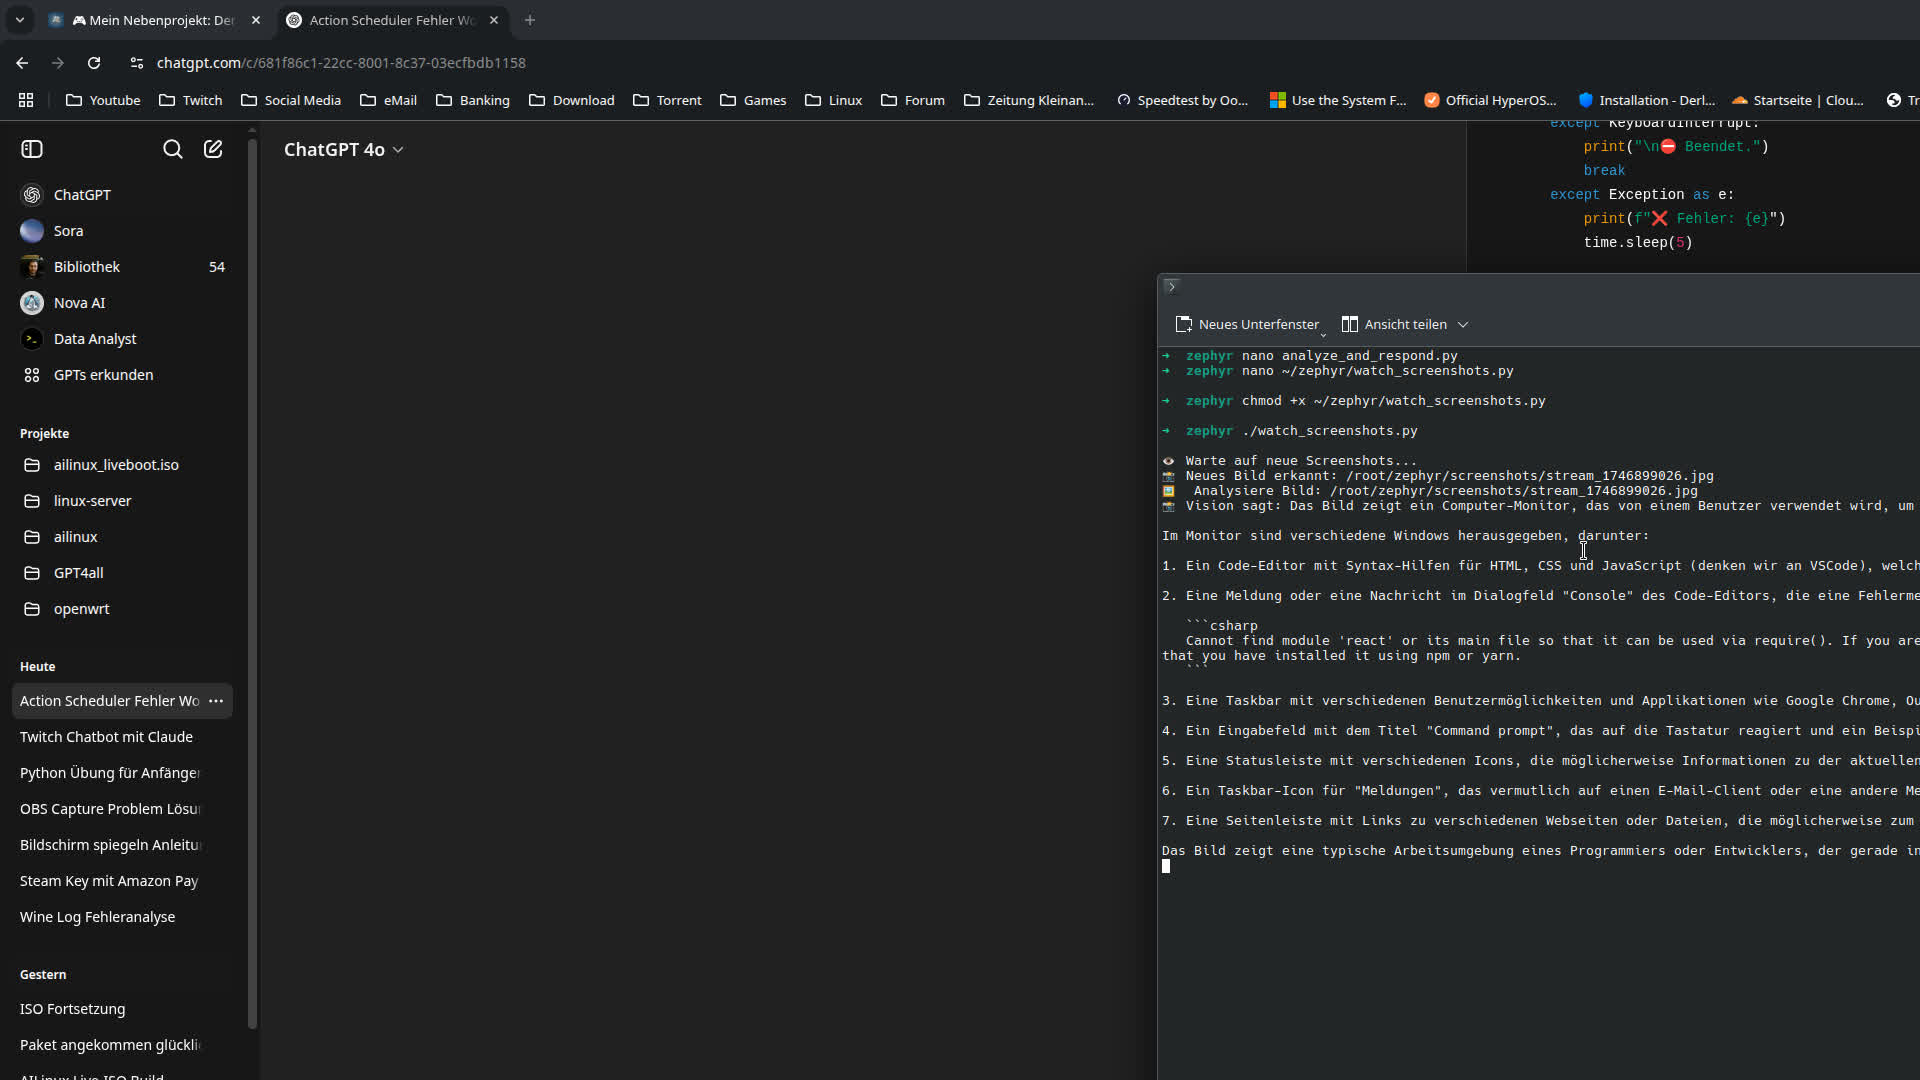 Mein Nebenprojekt: De
Action Scheduler Fehler Wo
chatgpt.com/c/681f86c1-22cc-8001-8c37-03ecfbdb1158
Youtube
Twitch
Social Media
eMail
Banking
Download
Torrent
Games
Linux
Forum
Zeitung Kleinan...
Speedtest by Oo...
Use the System F...
Official HyperOS...
Installation - Derl...
Startseite | Clou...
Tr
ChatGPT
Sora
Bibliothek 54
Nova AI
Data Analyst
GPTs erkunden
Projekte
ailinux_liveboot.iso
linux-server
ailinux
GPT4all
openwrt
Heute
Action Scheduler Fehler Wo
Twitch Chatbot mit Claude
Python Übung für Anfänge
OBS Capture Problem Lösu
Bildschirm spiegeln Anleitu
Steam Key mit Amazon Pay
Wine Log Fehleranalyse
Gestern
ISO Fortsetzung
Paket angekommen glückli
AILinux Live ISO Build
ChatGPT 4o
except KeyboardInterrupt:
print("\n⛔ Beendet.")
break
except Exception as e:
print(f"❌ Fehler: {e}")
time.sleep(5)
Neues Unterfenster
Ansicht teilen
➜ zephyr nano analyze_and_respond.py
➜ zephyr nano ~/zephyr/watch_screenshots.py
➜ zephyr chmod +x ~/zephyr/watch_screenshots.py
➜ zephyr ./watch_screenshots.py
Warte auf neue Screenshots...
Neues Bild erkannt: /root/zephyr/screenshots/stream_1746899026.jpg
Analysiere Bild: /root/zephyr/screenshots/stream_1746899026.jpg
Vision sagt: Das Bild zeigt ein Computer-Monitor, das von einem Benutzer verwendet wird, um
Im Monitor sind verschiedene Windows herausgegeben, darunter:
1. Ein Code-Editor mit Syntax-Hilfen für HTML, CSS und JavaScript (denken wir an VSCode), welch
2. Eine Meldung oder eine Nachricht im Dialogfeld "Console" des Code-Editors, die eine Fehlerme
```csharp
Cannot find module 'react' or its main file so that it can be used via require(). If you are
that you have installed it using npm or yarn.
```
3. Eine Taskbar mit verschiedenen Benutzermöglichkeiten und Applikationen wie Google Chrome, Ou
4. Ein Eingabefeld mit dem Titel "Command prompt", das auf die Tastatur reagiert und ein Beispi
5. Eine Statusleiste mit verschiedenen Icons, die möglicherweise Informationen zu der aktuellen
6. Ein Taskbar-Icon für "Meldungen", das vermutlich auf einen E-Mail-Client oder eine andere Me
7. Eine Seitenleiste mit Links zu verschiedenen Webseiten oder Dateien, die möglicherweise zum
Das Bild zeigt eine typische Arbeitsumgebung eines Programmiers oder Entwicklers, der gerade in